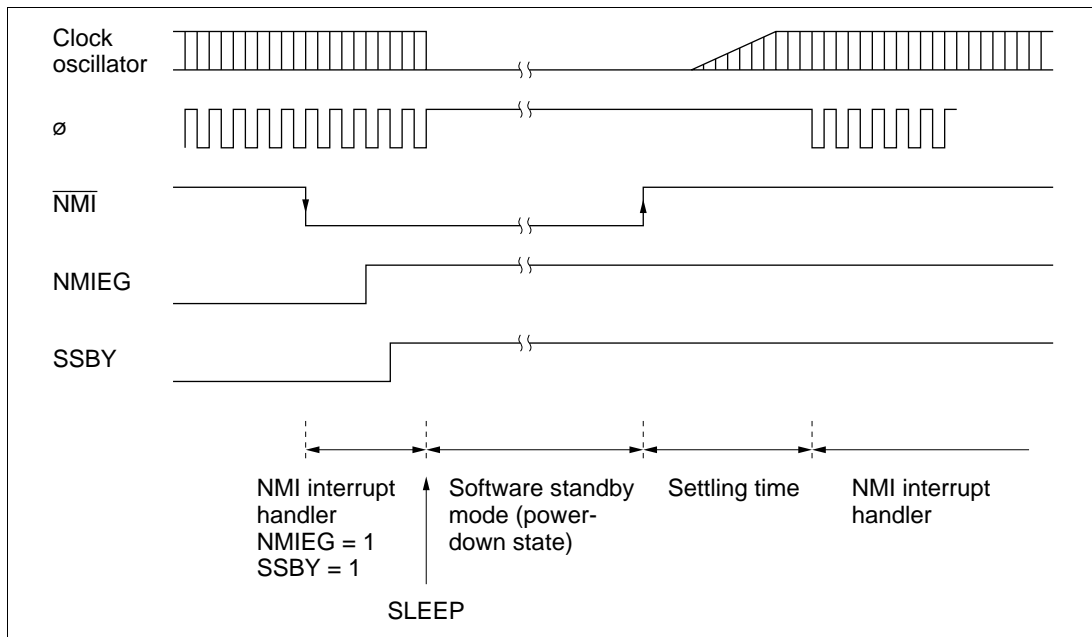 Clock
oscillator
ø
NMI
NMIEG
SSBY
NMI interrupt
handler
NMIEG = 1
SSBY = 1
Software standby
mode (power-
down state)
Settling time
NMI interrupt
handler
SLEEP